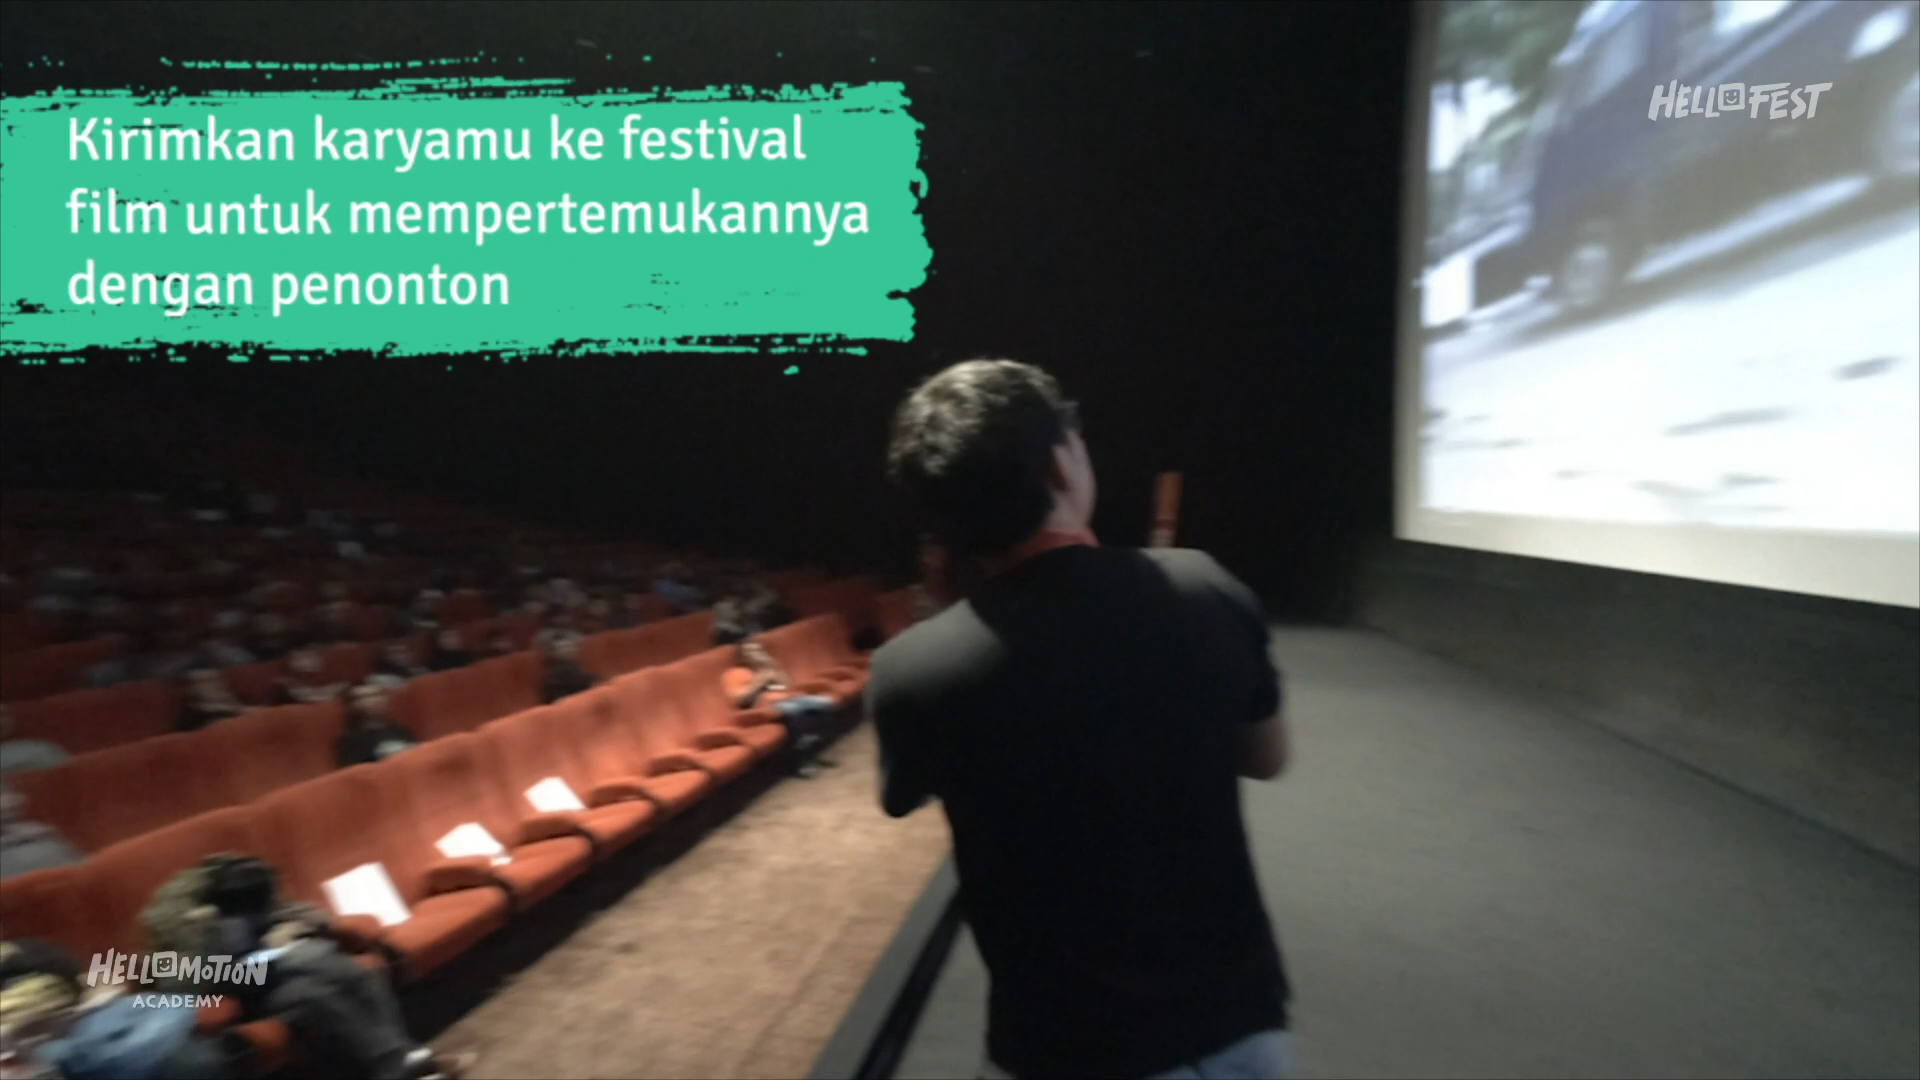 Kirimkan karyamu ke festival
film untuk mempertemukannya
dengan penonton
HELLOFEST
HELLOMOTION
ACADEMY